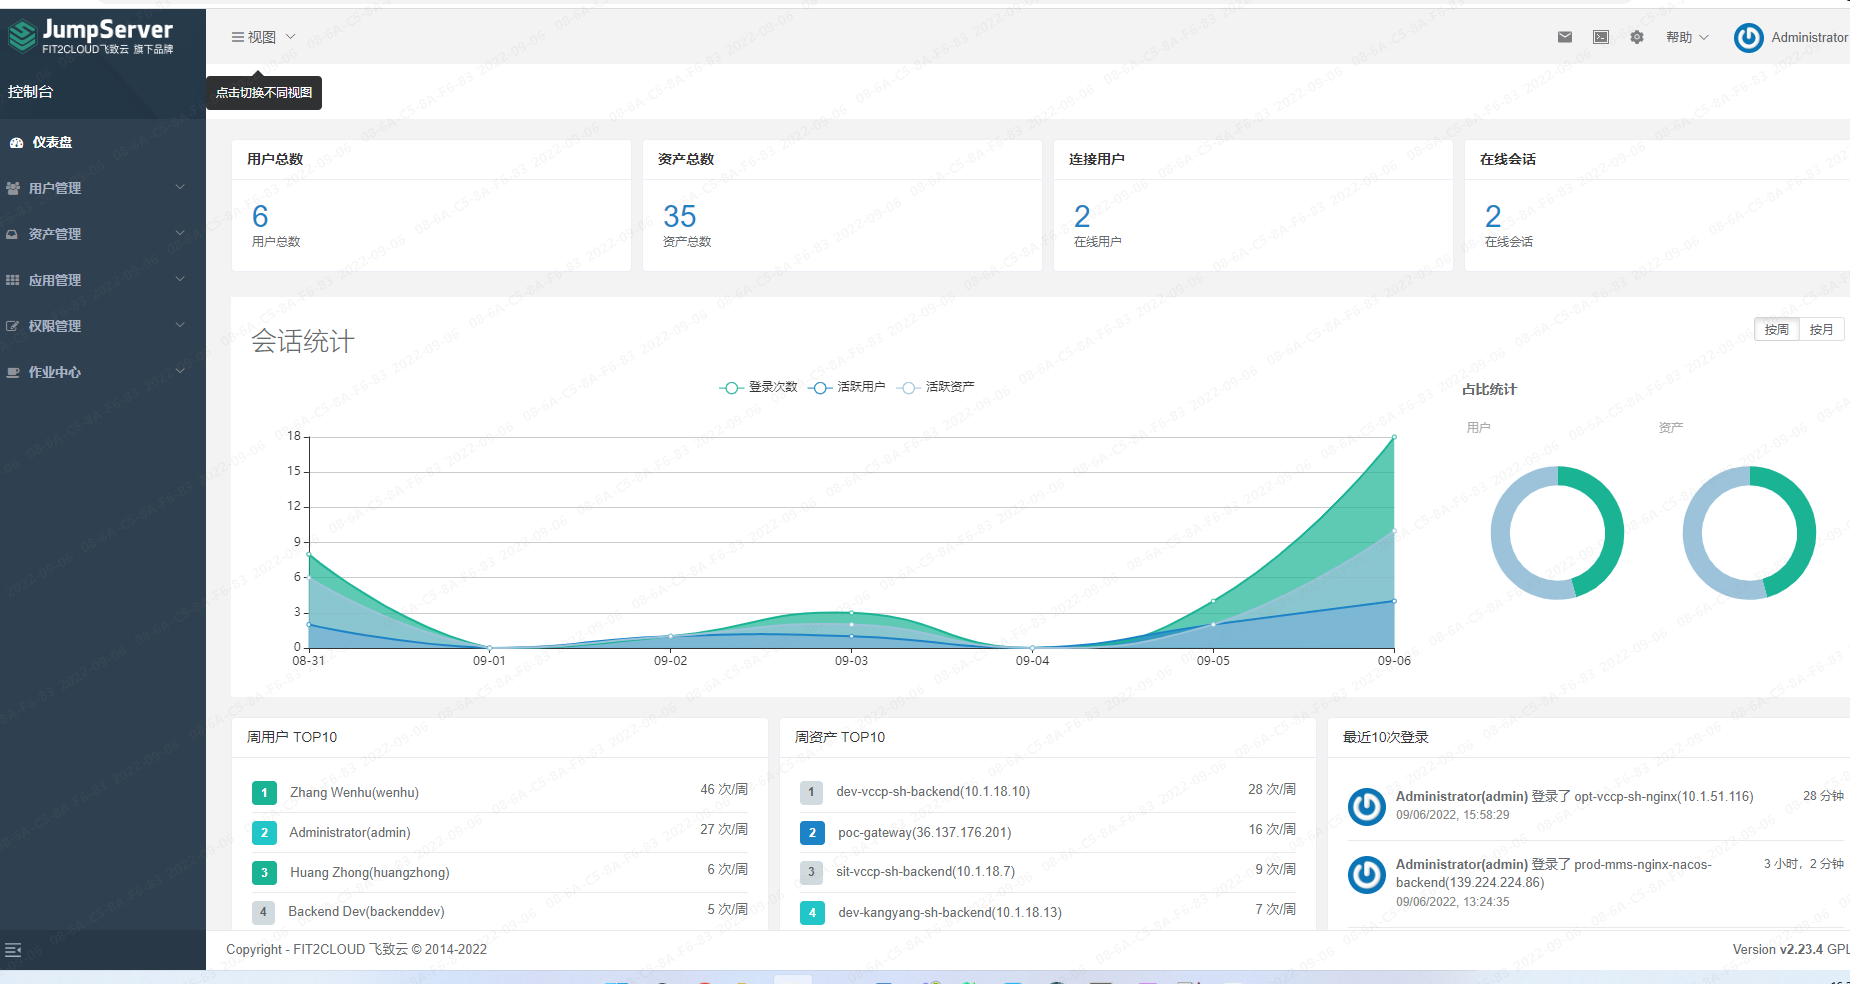 JumpServer
FIT2CLOUD飞致云 旗下品牌
视图
帮助
Administrator
控制台
点击切换不同视图
仪表盘
用户管理
资产管理
应用管理
权限管理
作业中心
用户总数
6
用户总数
资产总数
35
资产总数
连接用户
2
在线用户
在线会话
2
在线会话
会话统计
按周 按月
登录次数 活跃用户 活跃资产
18
15
12
9
6
3
0
08-31 09-01 09-02 09-03 09-04 09-05 09-06
占比统计
用户 资产
周用户 TOP10
1 Zhang Wenhu(wenhu) 46 次/周
2 Administrator(admin) 27 次/周
3 Huang Zhong(huangzhong) 6 次/周
4 Backend Dev(backenddev) 5 次/周
周资产 TOP10
1 dev-vccp-sh-backend(10.1.18.10) 28 次/周
2 poc-gateway(36.137.176.201) 16 次/周
3 sit-vccp-sh-backend(10.1.18.7) 9 次/周
4 dev-kangyang-sh-backend(10.1.18.13) 7 次/周
最近10次登录
Administrator(admin) 登录了 opt-vccp-sh-nginx(10.1.51.116) 28 分钟
09/06/2022, 15:58:29
Administrator(admin) 登录了 prod-mms-nginx-nacos- 3 小时，2 分钟
backend(139.224.224.86)
09/06/2022, 13:24:35
Copyright - FIT2CLOUD 飞致云 © 2014-2022
Version v2.23.4 GPL
08-6A-C5-8A-F6-83 2022-09-06